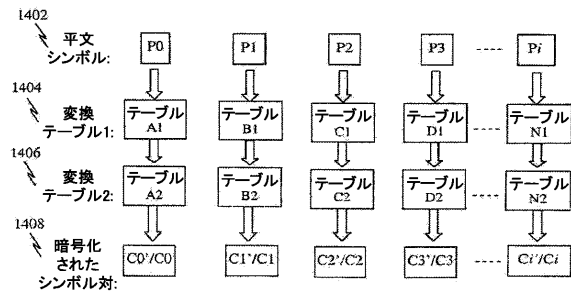 1402
平文
シンボル:
P0 P1 P2 P3 Pi
1404
変換
テーブル1:
テーブル
A1
テーブル
B1
テーブル
C1
テーブル
D1
テーブル
N1
1406
変換
テーブル2:
テーブル
A2
テーブル
B2
テーブル
C2
テーブル
D2
テーブル
N2
1408
暗号化
された
シンボル対:
C0'/C0 C1'/C1 C2'/C2 C3'/C3 Ci'/Ci